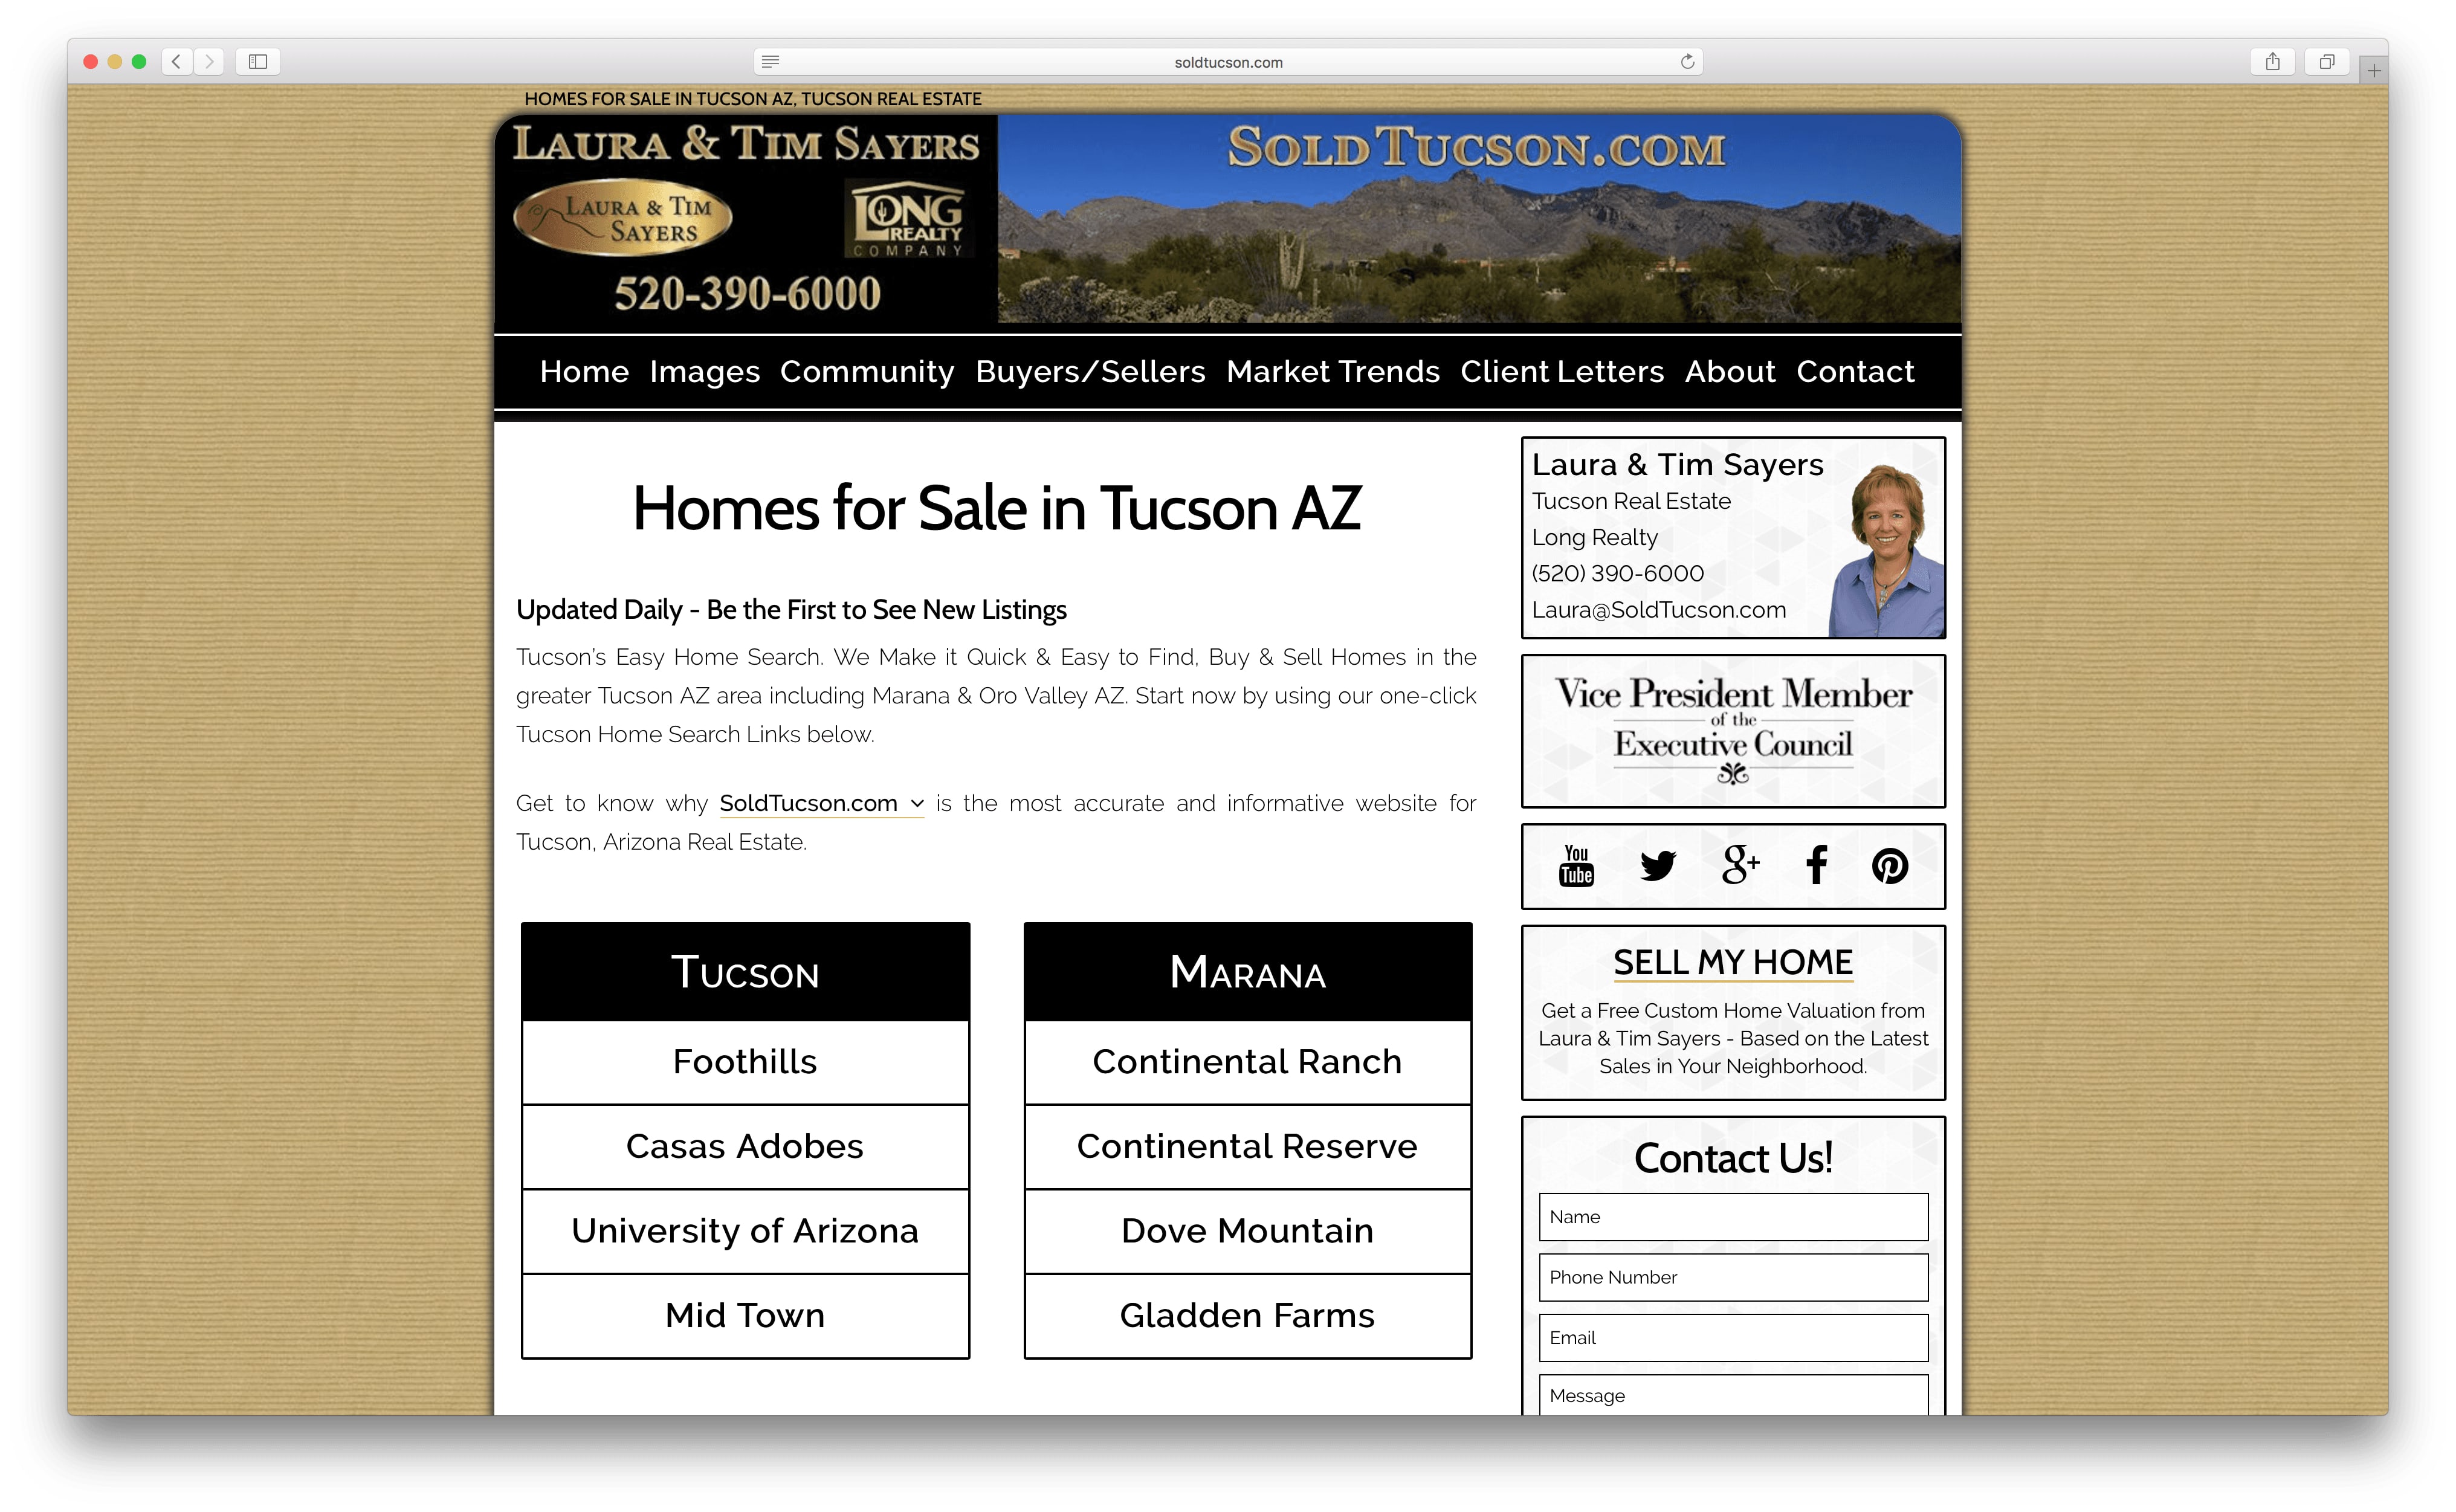 soldtucson.com
HOMES FOR SALE IN TUCSON AZ, TUCSON REAL ESTATE
LAURA & TIM SAYERS
SOLDTUCSON.COM
LAURA & TIM
SAYERS
LONG
REALTY
COMPANY
520-390-6000
Home Images Community Buyers/Sellers Market Trends Client Letters About Contact
Homes for Sale in Tucson AZ
Updated Daily - Be the First to See New Listings
Tucson's Easy Home Search. We Make it Quick & Easy to Find, Buy & Sell Homes in the
greater Tucson AZ area including Marana & Oro Valley AZ. Start now by using our one-click
Tucson Home Search Links below.
Get to know why SoldTucson.com is the most accurate and informative website for
Tucson, Arizona Real Estate.
TUCSON
Foothills
Casas Adobes
University of Arizona
Mid Town
MARANA
Continental Ranch
Continental Reserve
Dove Mountain
Gladden Farms
Laura & Tim Sayers
Tucson Real Estate
Long Realty
(520) 390-6000
Laura@SoldTucson.com
Vice President Member
of the
Executive Council
You
Tube
g+
SELL MY HOME
Get a Free Custom Home Valuation from
Laura & Tim Sayers - Based on the Latest
Sales in Your Neighborhood.
Contact Us!
Name
Phone Number
Email
Message